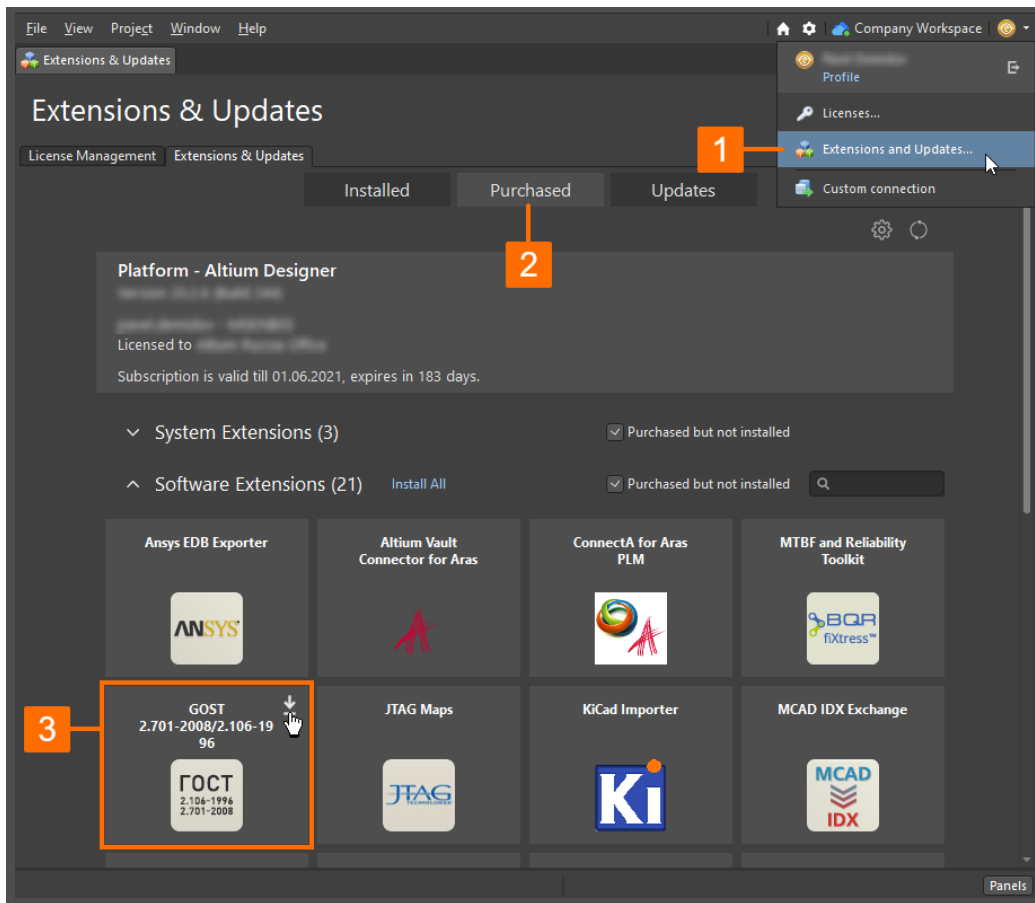 File View Project Window Help
Company Workspace
Extensions & Updates
Profile
Extensions & Updates
Licenses...
License Management Extensions & Updates
1
Extensions and Updates...
Installed Purchased Updates
Custom connection
2
Platform - Altium Designer
Licensed to
Subscription is valid till 01.06.2021, expires in 183 days.
System Extensions (3)
Purchased but not installed
Software Extensions (21) Install All
Purchased but not installed
Ansys EDB Exporter
ANSYS
Altium Vault
Connector for Aras
ConnectA for Aras
PLM
MTBF and Reliability
Toolkit
BQR
fiXtress™
3
GOST
2.701-2008/2.106-19
96
ГОСТ
2.106-1996
2.701-2008
JTAG Maps
JTAG
TECHNOLOGIES
KiCad Importer
Ki
MCAD IDX Exchange
MCAD
IDX
Panels